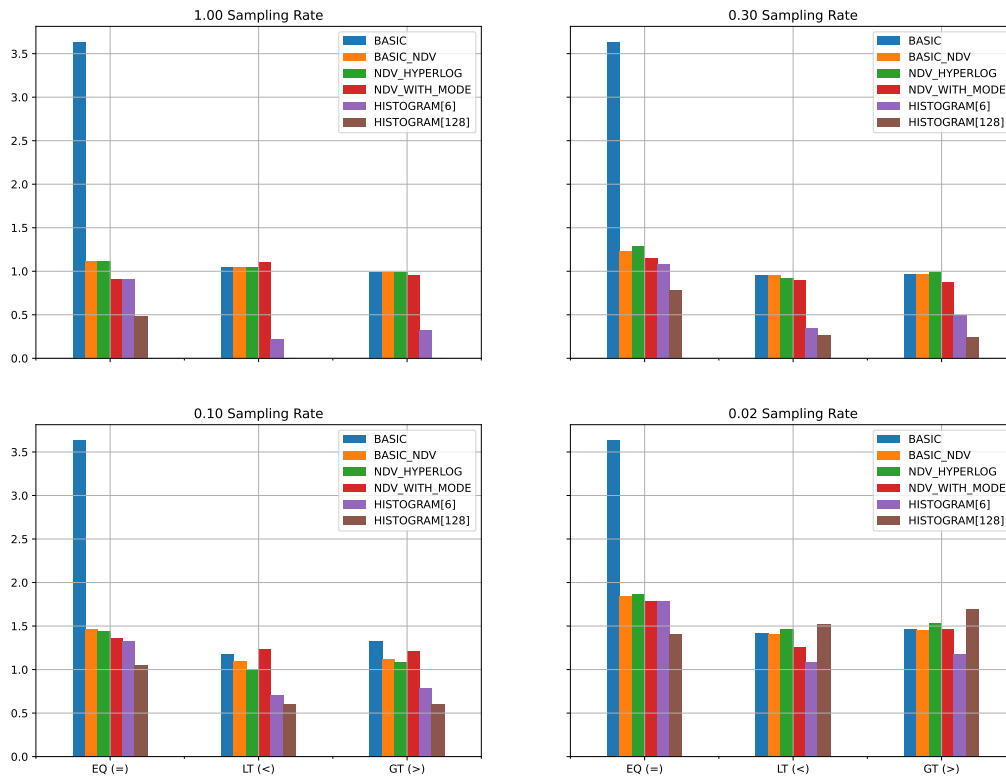 1.00 Sampling Rate
3.5
3.0
2.5
2.0
1.5
1.0
0.5
0.0
BASIC
BASIC_NDV
NDV_HYPERLOG
NDV_WITH_MODE
HISTOGRAM[6]
HISTOGRAM[128]
0.30 Sampling Rate
BASIC
BASIC_NDV
NDV_HYPERLOG
NDV_WITH_MODE
HISTOGRAM[6]
HISTOGRAM[128]
0.10 Sampling Rate
3.5
3.0
2.5
2.0
1.5
1.0
0.5
0.0
BASIC
BASIC_NDV
NDV_HYPERLOG
NDV_WITH_MODE
HISTOGRAM[6]
HISTOGRAM[128]
EQ (=) LT (<) GT (>)
0.02 Sampling Rate
BASIC
BASIC_NDV
NDV_HYPERLOG
NDV_WITH_MODE
HISTOGRAM[6]
HISTOGRAM[128]
EQ (=) LT (<) GT (>)